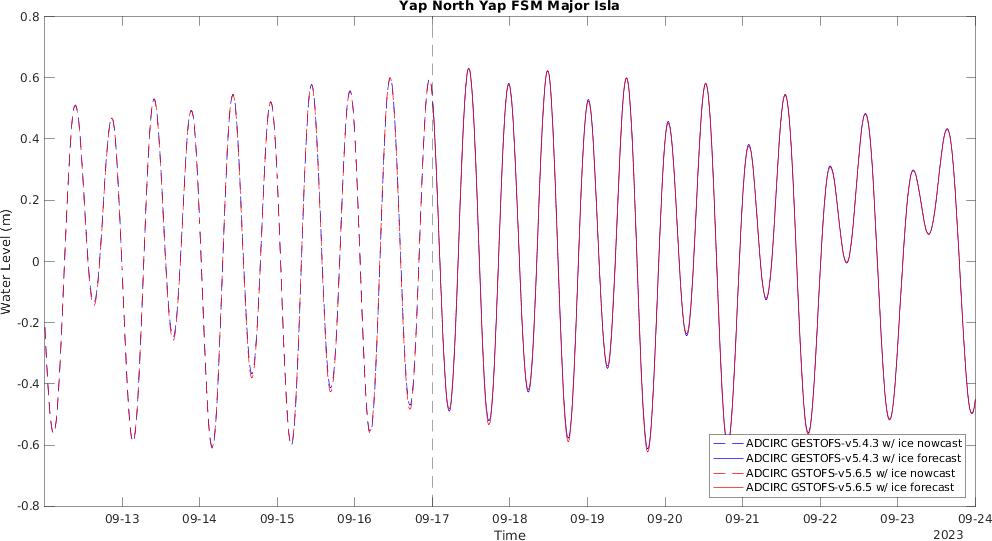 Yap North Yap FSM Major Isla
0.8
0.6
0.4
0.2
0
-0.2
-0.4
-0.6
-0.8
Water Level (m)
ADCIRC GESTOFS-v5.4.3 w/ ice nowcast
ADCIRC GESTOFS-v5.4.3 w/ ice forecast
ADCIRC GSTOFS-v5.6.5 w/ ice nowcast
ADCIRC GSTOFS-v5.6.5 w/ ice forecast
09-13 09-14 09-15 09-16 09-17 09-18 09-19 09-20 09-21 09-22 09-23 09-24
Time
2023